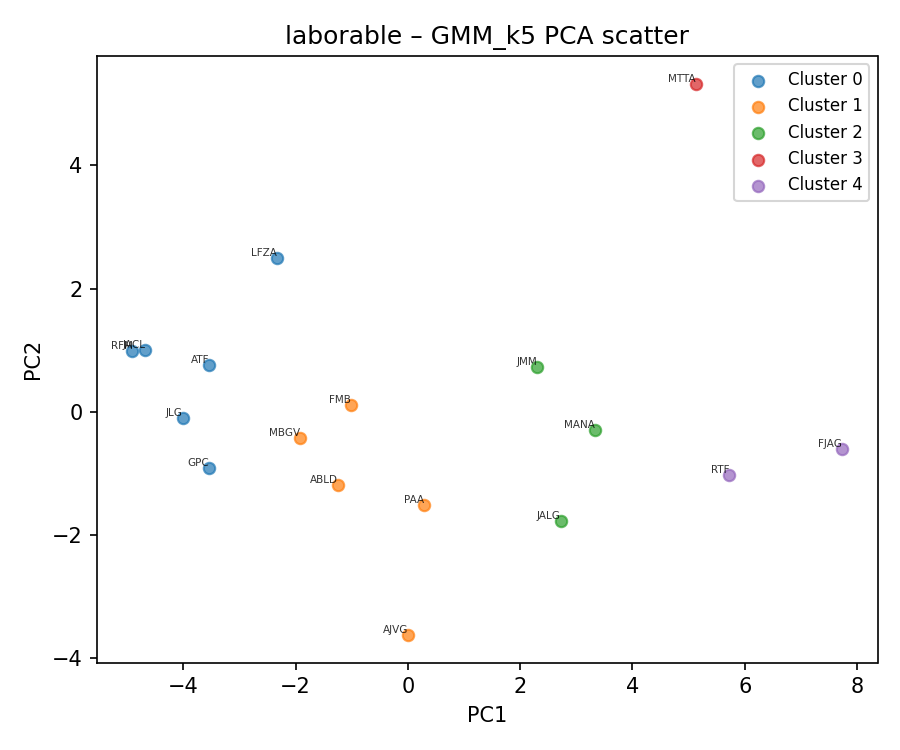 laborable – GMM_k5 PCA scatter
MTTA
Cluster 0
Cluster 1
Cluster 2
Cluster 3
Cluster 4
LFZA
ATF
JMM
JLG
FMB
MBGV
MANA
FJAG
GPC
RTF
ABLD
PAA
JALG
AJVG
PC2
4
2
0
−2
−4
−4
−2
0
2
4
6
8
PC1